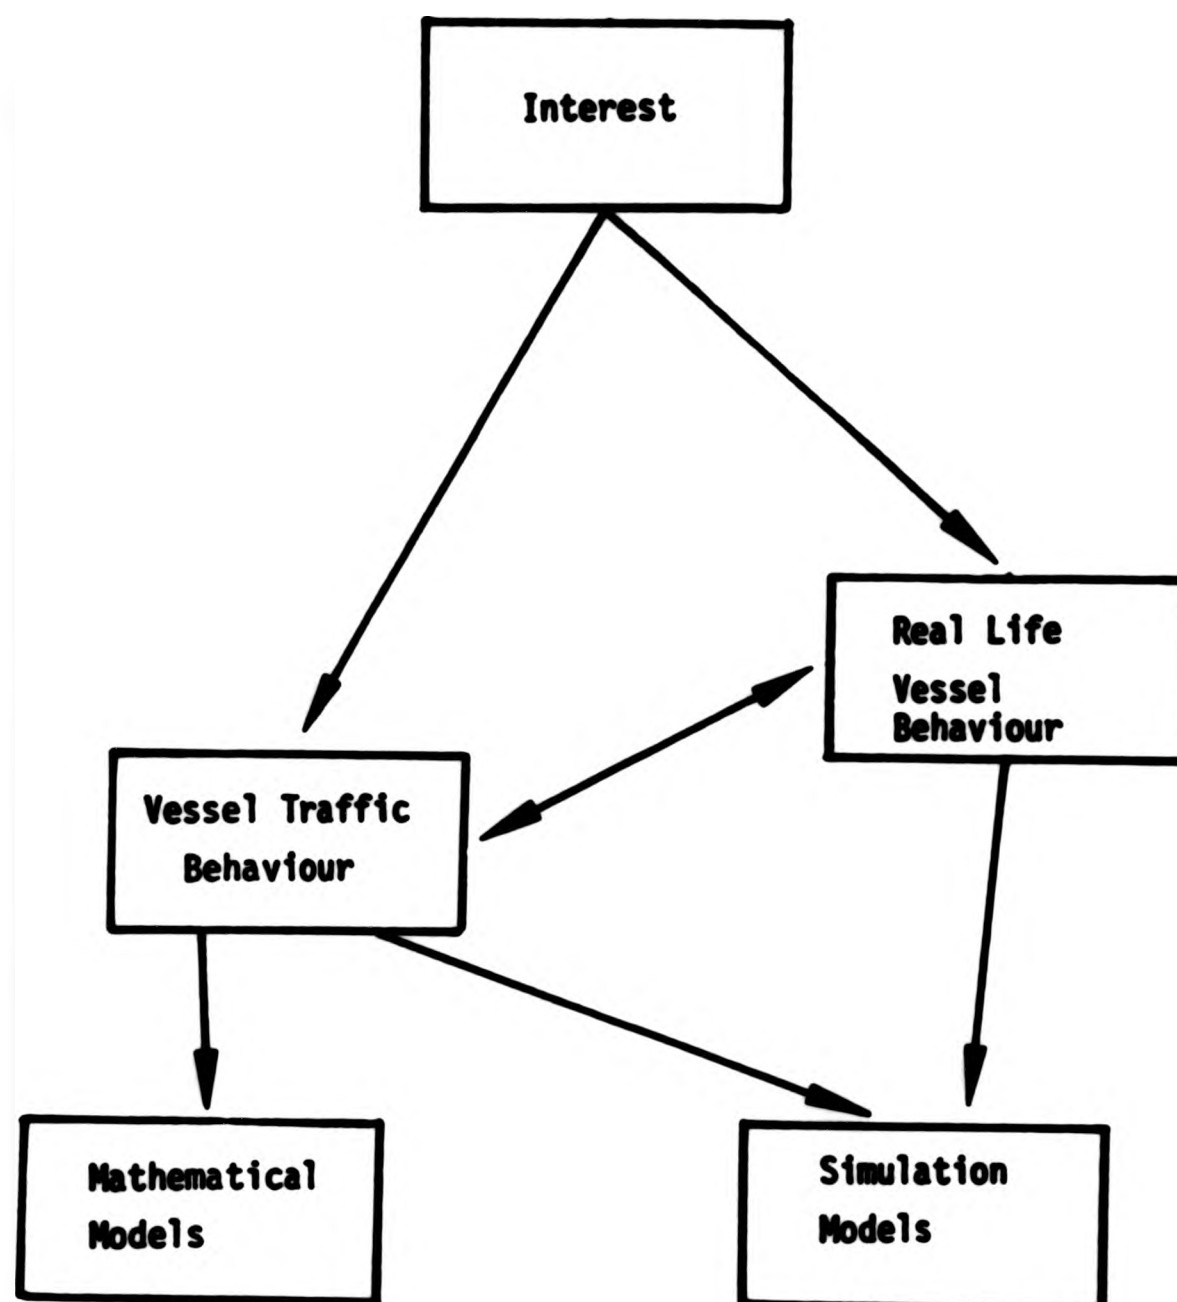 Interest
Real Life
Vessel
Behaviour
Vessel Traffic
Behaviour
Mathematical
Models
Simulation
Models